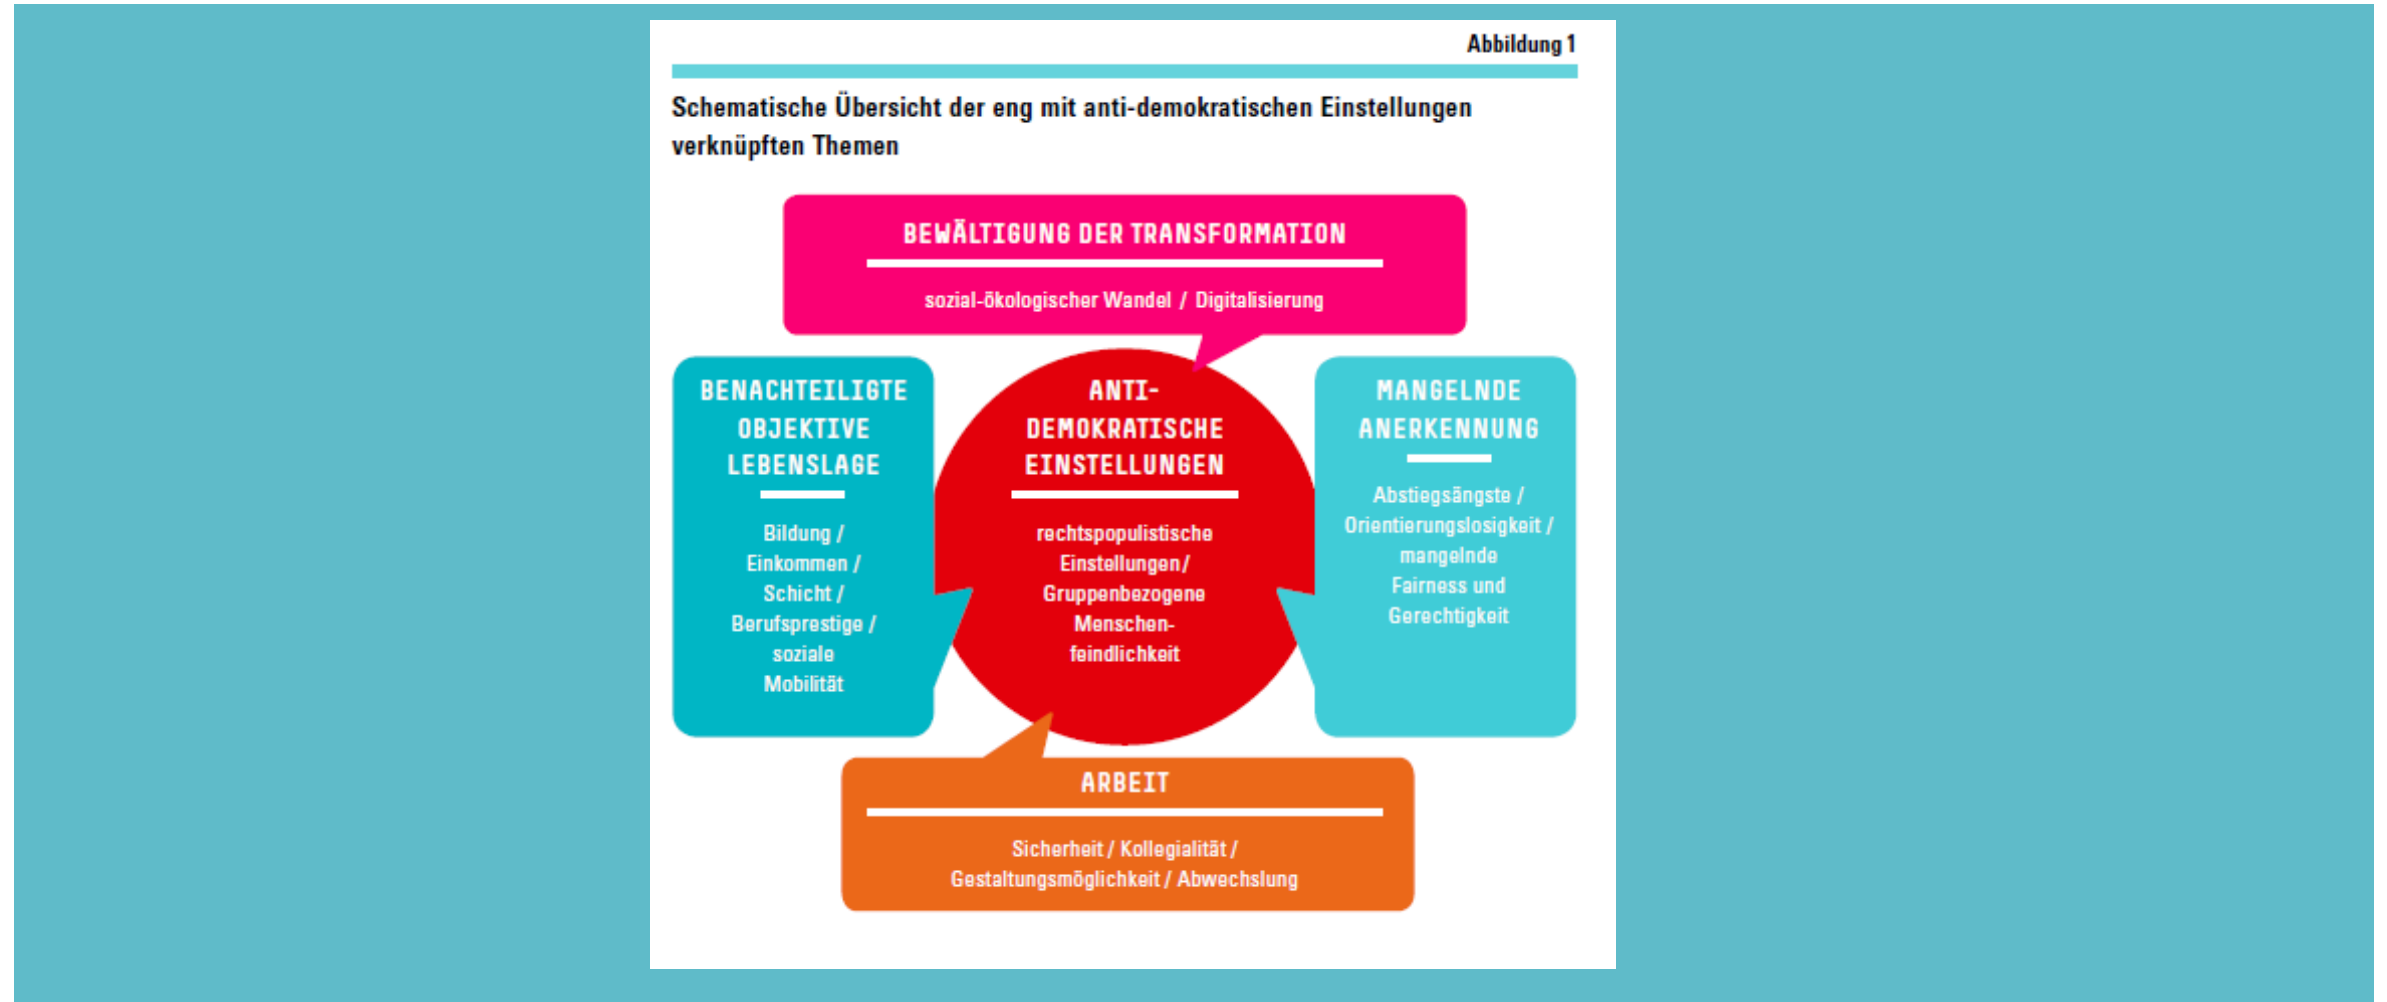 Abbildung 1
Schematische Übersicht der eng mit anti-demokratischen Einstellungen
verknüpften Themen
BEWÄLTIGUNG DER TRANSFORMATION
sozial-ökologischer Wandel / Digitalisierung
BENACHTEILIGTE
OBJEKTIVE
LEBENSLAGE
Bildung /
Einkommen /
Schicht /
Berufsprestige /
soziale
Mobilität
ANTI-
DEMOKRATISCHE
EINSTELLUNGEN
rechtspopulistische
Einstellungen/
Gruppenbezogene
Menschen-
feindlichkeit
MANGELNDE
ANERKENNUNG
Abstiegsängste /
Orientierungslosigkeit /
mangelnde
Fairness und
Gerechtigkeit
ARBEIT
Sicherheit / Kollegialität /
Gestaltungsmöglichkeit / Abwechslung